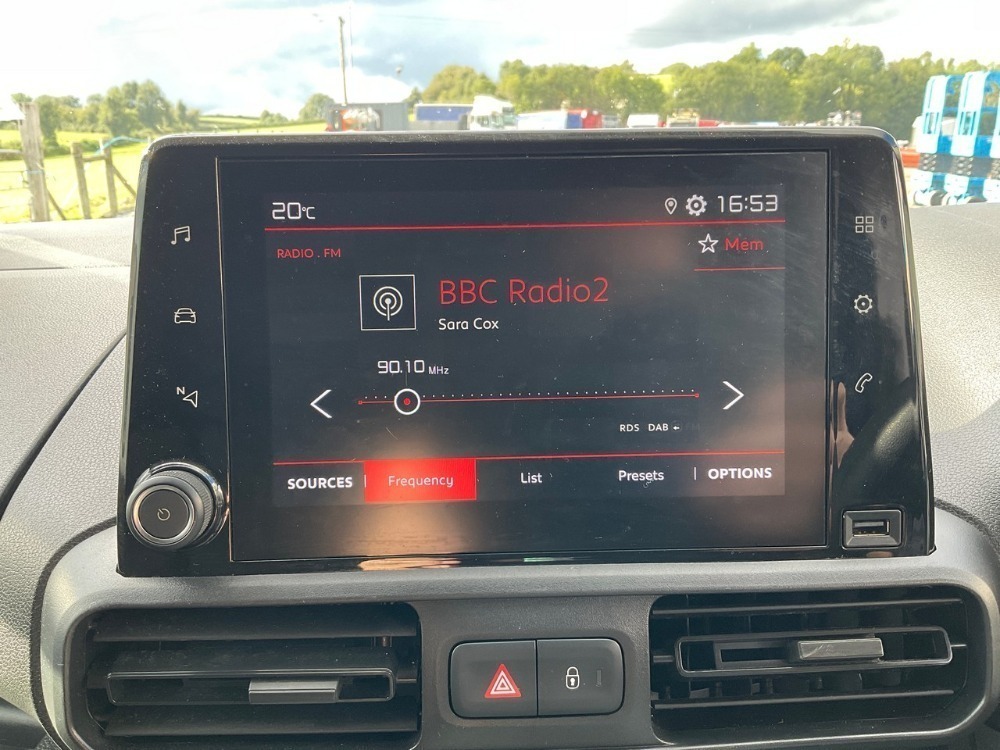 20°C 16:53
RADIO . FM
Mem
BBC Radio2
Sara Cox
90.10 MHz
N
RDS DAB
SOURCES Frequency List Presets OPTIONS